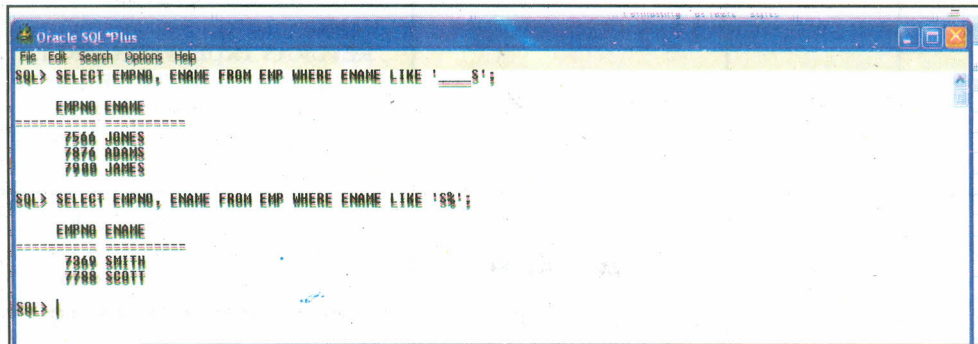 Oracle SQL*Plus
File Edit Search Options Help
SQL> SELECT EMPNO, ENAME FROM EMP WHERE ENAME LIKE '____S';
EMPNO ENAME
========== ==========
7566 JONES
7876 ADAMS
7900 JAMES
SQL> SELECT EMPNO, ENAME FROM EMP WHERE ENAME LIKE 'S%';
EMPNO ENAME
========== ==========
7369 SMITH
7788 SCOTT
SQL>